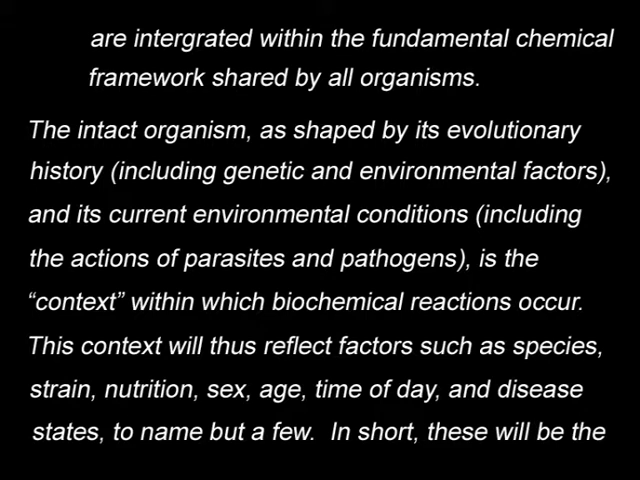 are intergrated within the fundamental chemical
framework shared by all organisms.
The intact organism, as shaped by its evolutionary
history (including genetic and environmental factors),
and its current environmental conditions (including
the actions of parasites and pathogens), is the
“context” within which biochemical reactions occur.
This context will thus reflect factors such as species,
strain, nutrition, sex, age, time of day, and disease
states, to name but a few.  In short, these will be the